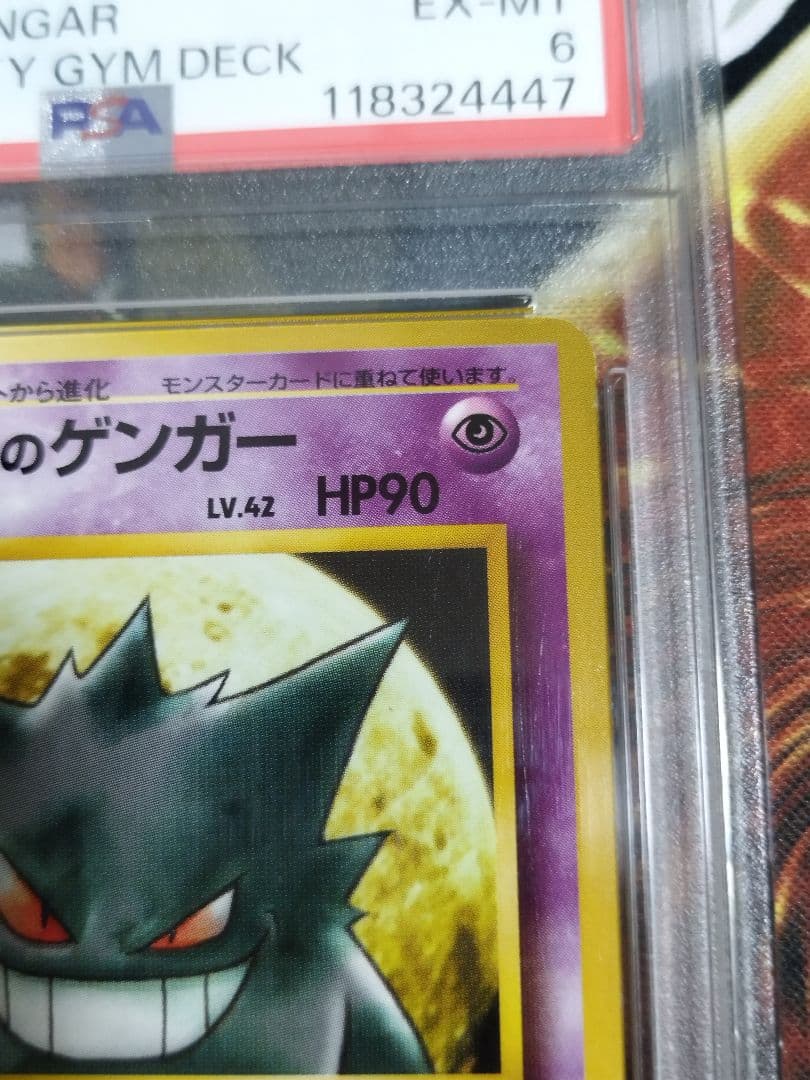 NGAR
EX-MT
Y GYM DECK
6
118324447
PSA
から進化
モンスターカードに重ねて使います。
のゲンガー
LV.42
HP90